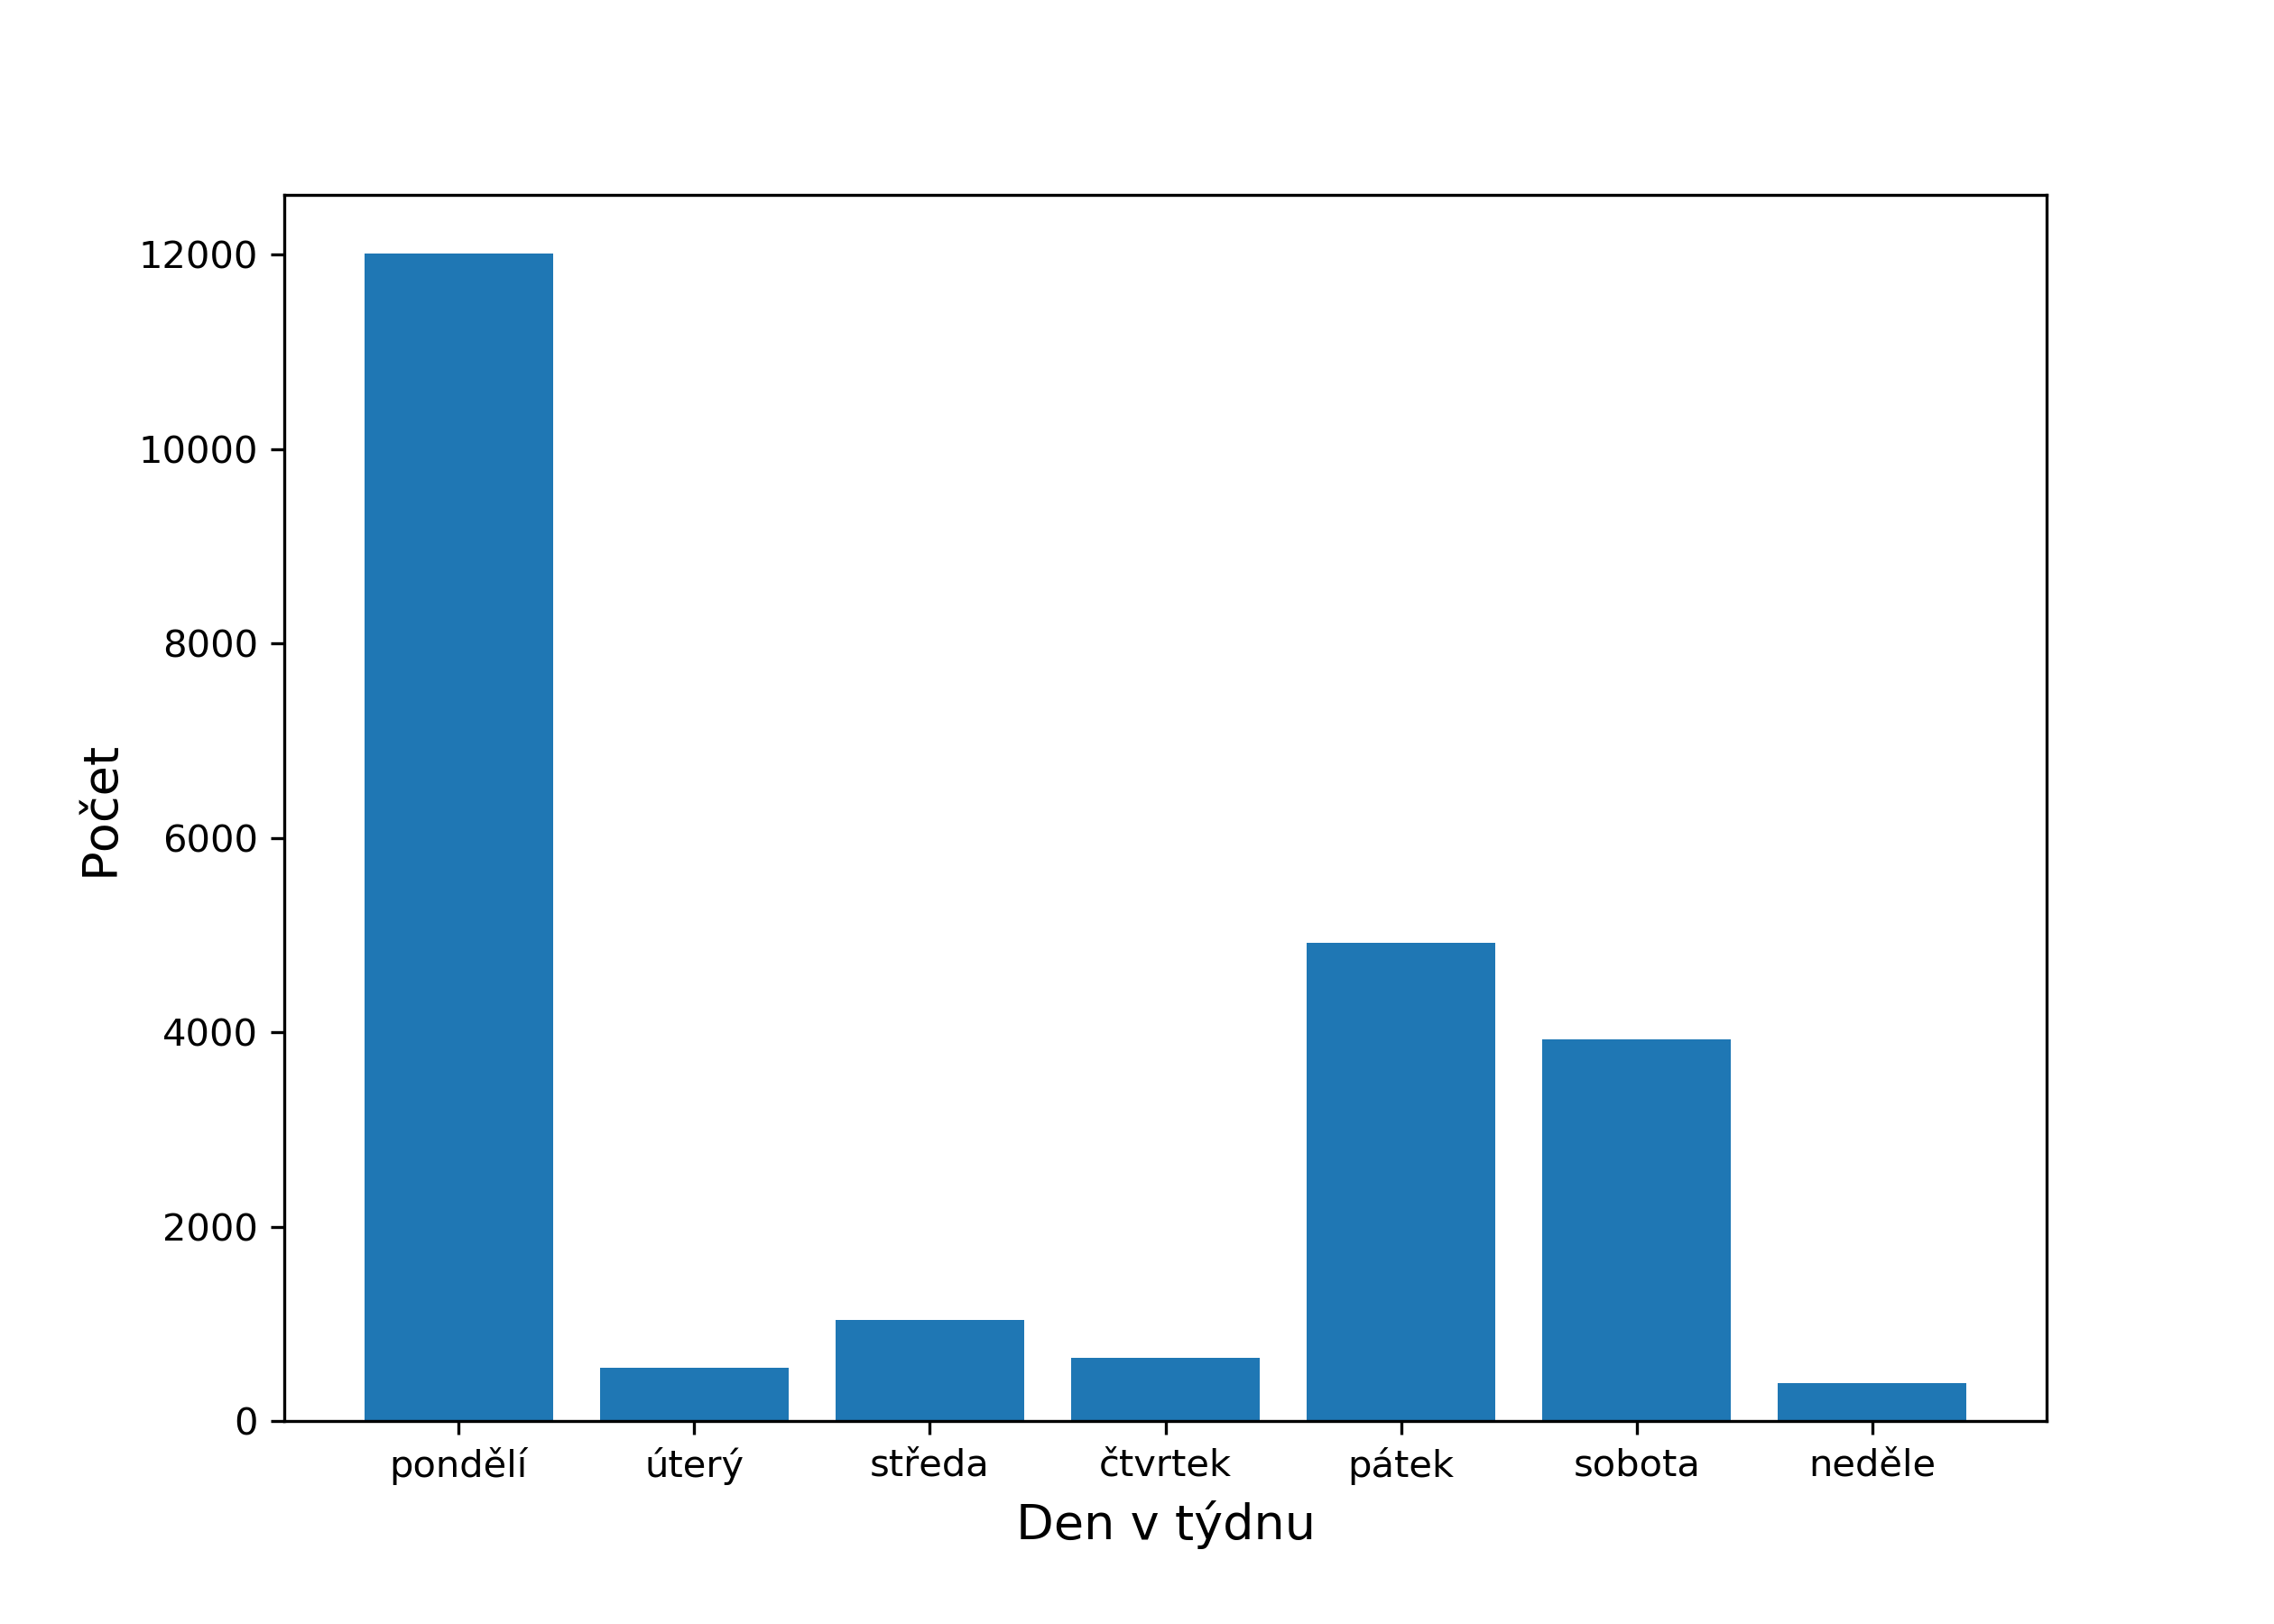 12000
10000
8000
6000
4000
2000
0
Počet
pondělí úterý středa čtvrtek pátek sobota neděle
Den v týdnu